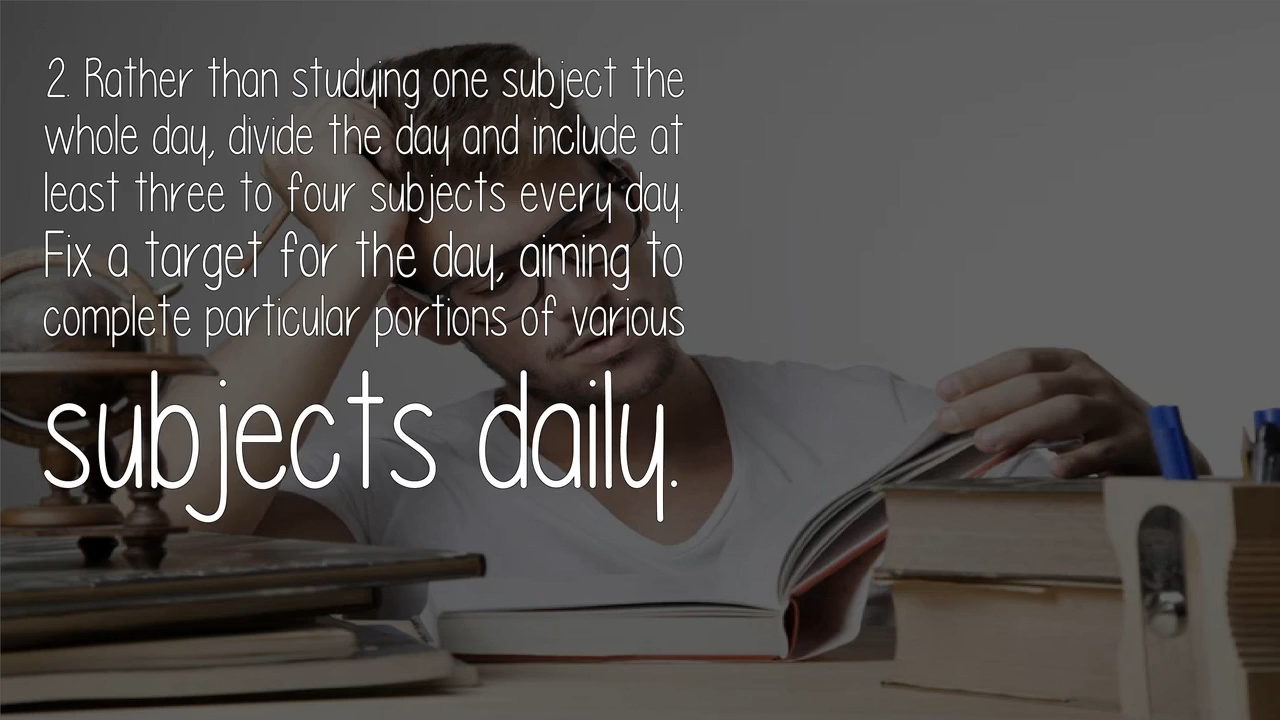 2. Rather than studying one subject the
whole day, divide the day and include at
least three to four subjects every day.
Fix a target for the day, aiming to
complete particular portions of various
subjects daily.